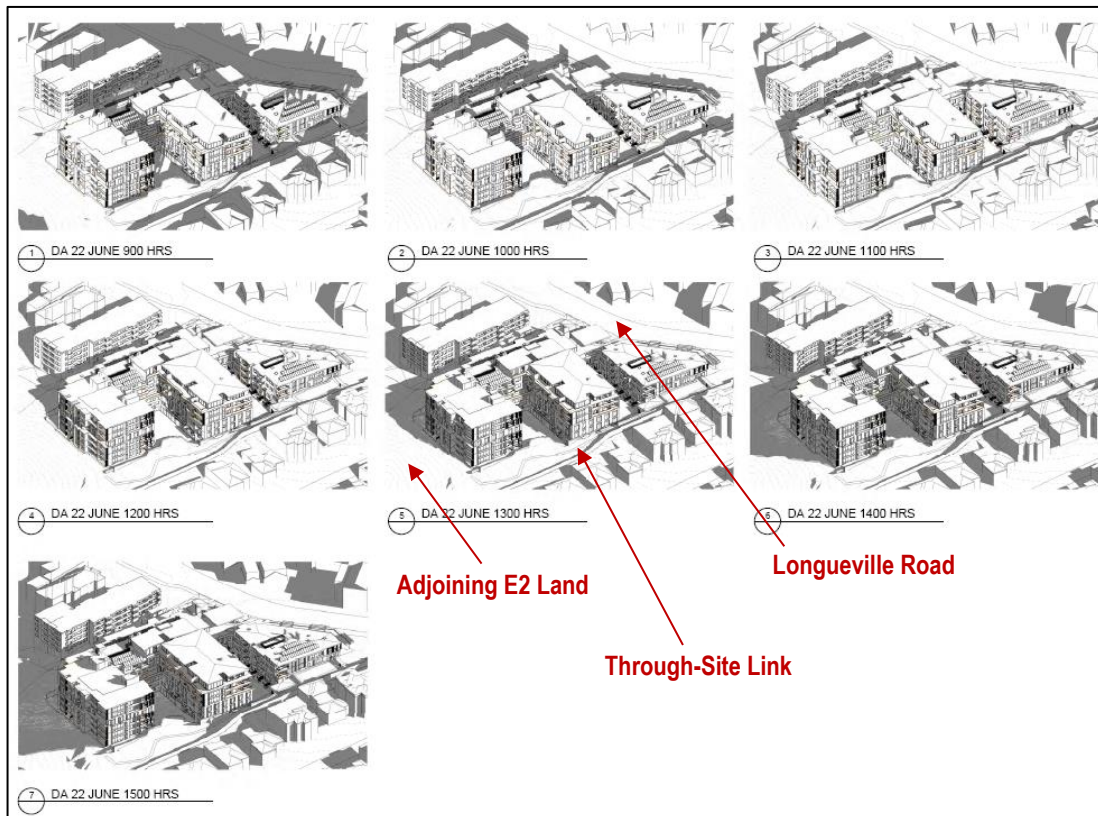 1 DA 22 JUNE 900 HRS
2 DA 22 JUNE 1000 HRS
3 DA 22 JUNE 1100 HRS
4 DA 22 JUNE 1200 HRS
5 DA 22 JUNE 1300 HRS
6 DA 22 JUNE 1400 HRS
Adjoining E2 Land
Longueville Road
Through-Site Link
7 DA 22 JUNE 1500 HRS